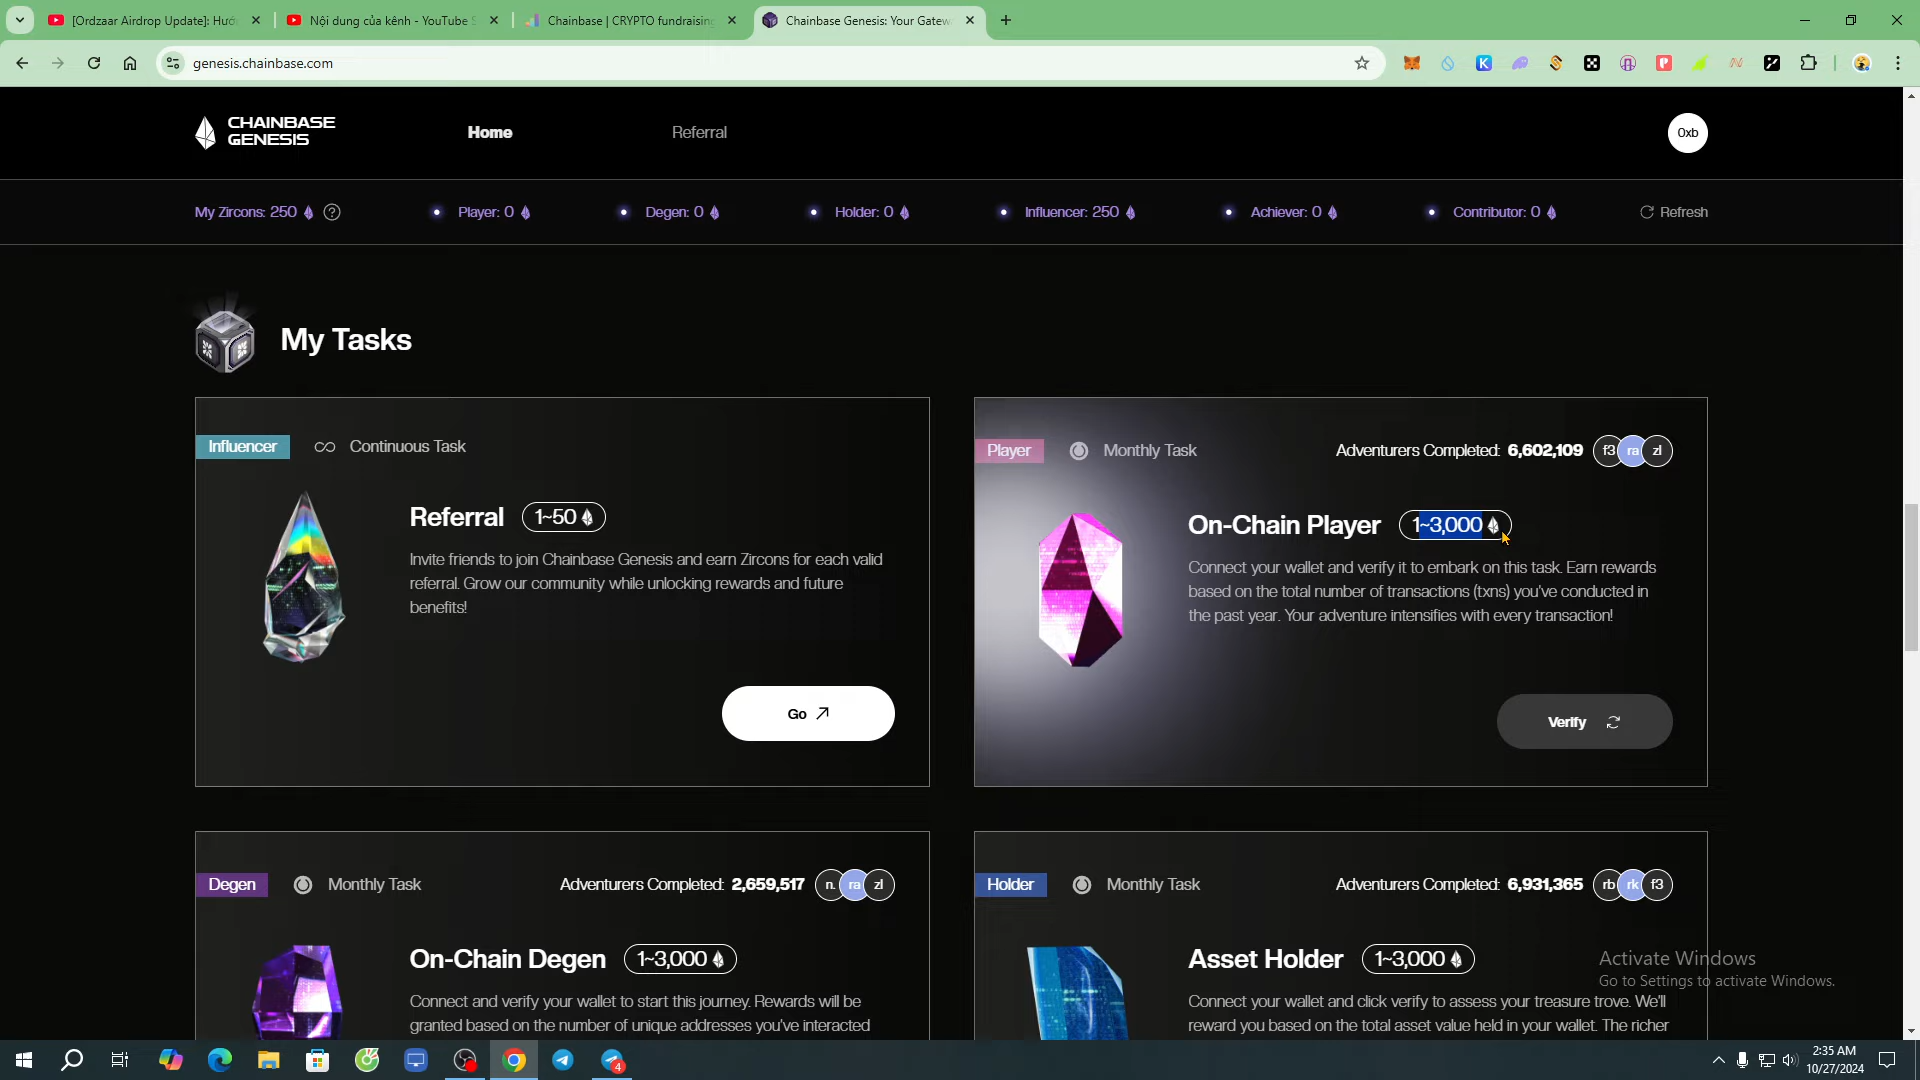 [Ordzaar Airdrop Update]: Hướ
Nội dung của kênh - YouTube S
Chainbase | CRYPTO fundraising
Chainbase Genesis: Your Gatew
genesis.chainbase.com
CHAINBASE
GENESIS
Home
Referral
0xb
My Zircons: 250
Player: 0
Degen: 0
Holder: 0
Influencer: 250
Achiever: 0
Contributor: 0
Refresh
My Tasks
Influencer
Continuous Task
Referral
1~50
Invite friends to join Chainbase Genesis and earn Zircons for each valid
referral. Grow our community while unlocking rewards and future
benefits!
Go
Player
Monthly Task
Adventurers Completed: 6,602,109
f3
ra
zl
On-Chain Player
1~3,000
Connect your wallet and verify it to embark on this task. Earn rewards
based on the total number of transactions (txns) you've conducted in
the past year. Your adventure intensifies with every transaction!
Verify
Degen
Monthly Task
Adventurers Completed: 2,659,517
n.
ra
zl
On-Chain Degen
1~3,000
Connect and verify your wallet to start this journey. Rewards will be
granted based on the number of unique addresses you've interacted
Holder
Monthly Task
Adventurers Completed: 6,931,365
rb
rk
f3
Asset Holder
1~3,000
Connect your wallet and click verify to assess your treasure trove. We'll
reward you based on the total asset value held in your wallet. The richer
Activate Windows
Go to Settings to activate Windows.
4
2:35 AM
10/27/2024